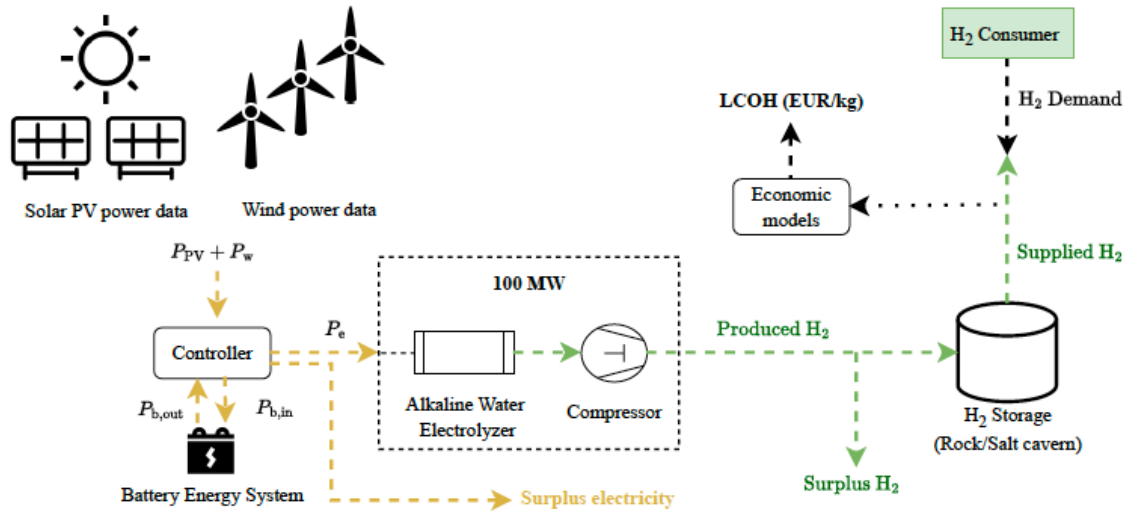 H₂ Consumer
LCOH (EUR/kg)
H₂ Demand
Economic
models
Solar PV power data
Wind power data
P_PV + P_w
Supplied H₂
100 MW
Controller
P_e
Produced H₂
P_b,out
P_b,in
Alkaline Water
Electrolyzer
Compressor
H₂ Storage
(Rock/Salt cavern)
Battery Energy System
Surplus electricity
Surplus H₂